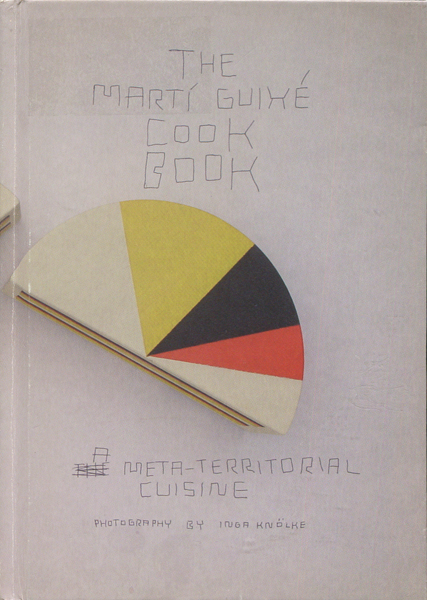 THE
MARTÍ GUIXÉ
COOK
BOOK
A
META-TERRITORIAL
CUISINE
PHOTOGRAPHY BY INGA KNÖLKE